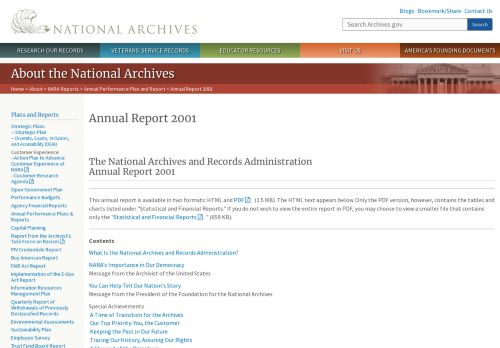 NATIONAL ARCHIVES
Blogs · Bookmark/Share · Contact Us
Search Archives.gov
Search
RESEARCH OUR RECORDS
VETERANS' SERVICE RECORDS
EDUCATOR RESOURCES
VISIT US
AMERICA'S FOUNDING DOCUMENTS
About the National Archives
Home > About > NARA Reports > Annual Performance Plan and Report > Annual Report 2001
Plans and Reports
Strategic Plans
– Strategic Plan
– Diversity, Equity, Inclusion,
and Accessibility (DEIA)
Customer Experience
–Action Plan to Advance
Customer Experience at
NARA
–Customer Research
Agenda
Open Government Plan
Performance Budgets
Agency Financial Reports
Annual Performance Plans &
Reports
Capital Planning
Report from the Archivist's
Task Force on Racism
PIV Credentials Report
Buy American Report
FAIR Act Report
Implementation of the E-Gov
Act Report
Information Resources
Management Plan
Quarterly Report of
Withdrawals of Previously
Declassified Records
Environmental Assessments
Sustainability Plan
Employee Survey
Trust Fund Board Report
Annual Report 2001
The National Archives and Records Administration
Annual Report 2001
This annual report is available in two formats: HTML and PDF (1.5 MB). The HTML text appears below. Only the PDF version, however, contains the tables and
charts listed under "Statistical and Financial Reports." If you do not wish to view the entire report in PDF, you may choose to view a smaller file that contains
only the "Statistical and Financial Reports ." (659 KB).
Contents
What Is the National Archives and Records Administration?
NARA's Importance in Our Democracy
Message from the Archivist of the United States
You Can Help Tell Our Nation's Story
Message from the President of the Foundation for the National Archives
Special Achievements
A Time of Transition for the Archives
Our Top Priority: You, the Customer
Keeping the Past in Our Future
Tracing Our History, Assuring Our Rights